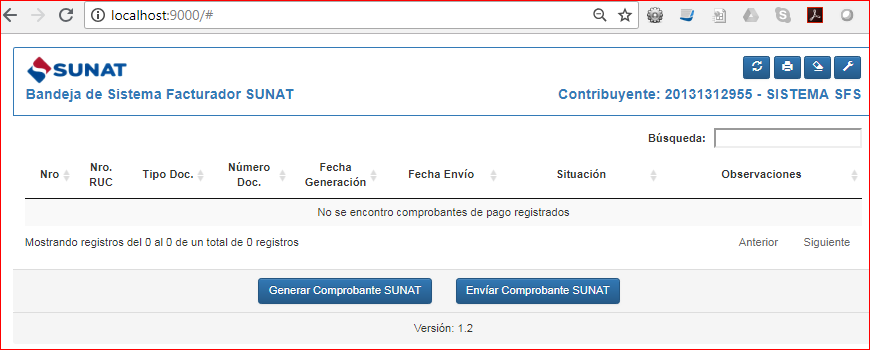 localhost:9000/#
SUNAT
Bandeja de Sistema Facturador SUNAT
Contribuyente: 20131312955 - SISTEMA SFS
Búsqueda:
Nro Nro. RUC Tipo Doc. Número Doc. Fecha Generación Fecha Envío Situación Observaciones
No se encontro comprobantes de pago registrados
Mostrando registros del 0 al 0 de un total de 0 registros Anterior Siguiente
Generar Comprobante SUNAT Envíar Comprobante SUNAT
Versión: 1.2